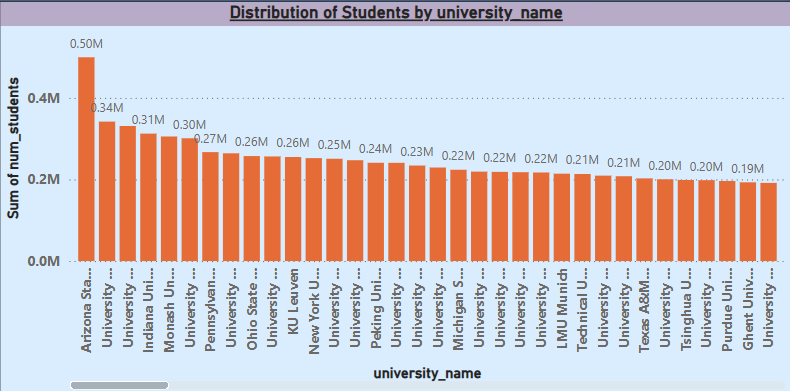 Distribution of Students by university_name
Sum of num_students
0.4M
0.2M
0.0M
0.50M
0.34M
0.31M
0.30M
0.27M
0.26M
0.26M
0.25M
0.24M
0.23M
0.22M
0.22M
0.22M
0.21M
0.21M
0.20M
0.20M
0.19M
Arizona Sta...
University ...
University ...
Indiana Uni...
Monash Un...
University ...
Pennsylvan...
University ...
Ohio State ...
University ...
KU Leuven
New York U...
University ...
University ...
Peking Uni...
University ...
University ...
University ...
Michigan S...
University ...
University ...
University ...
University ...
LMU Munich
Technical U...
University ...
University ...
Texas A&M...
University ...
Tsinghua U...
University ...
Purdue Uni...
Ghent Univ...
University ...
university_name